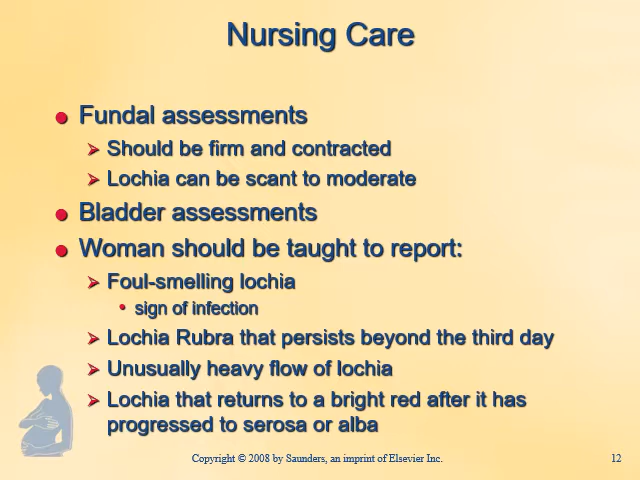 Nursing Care
● Fundal assessments
➢ Should be firm and contracted
➢ Lochia can be scant to moderate
● Bladder assessments
● Woman should be taught to report:
➢ Foul-smelling lochia
• sign of infection
➢ Lochia Rubra that persists beyond the third day
➢ Unusually heavy flow of lochia
➢ Lochia that returns to a bright red after it has
progressed to serosa or alba
Copyright © 2008 by Saunders, an imprint of Elsevier Inc.
12